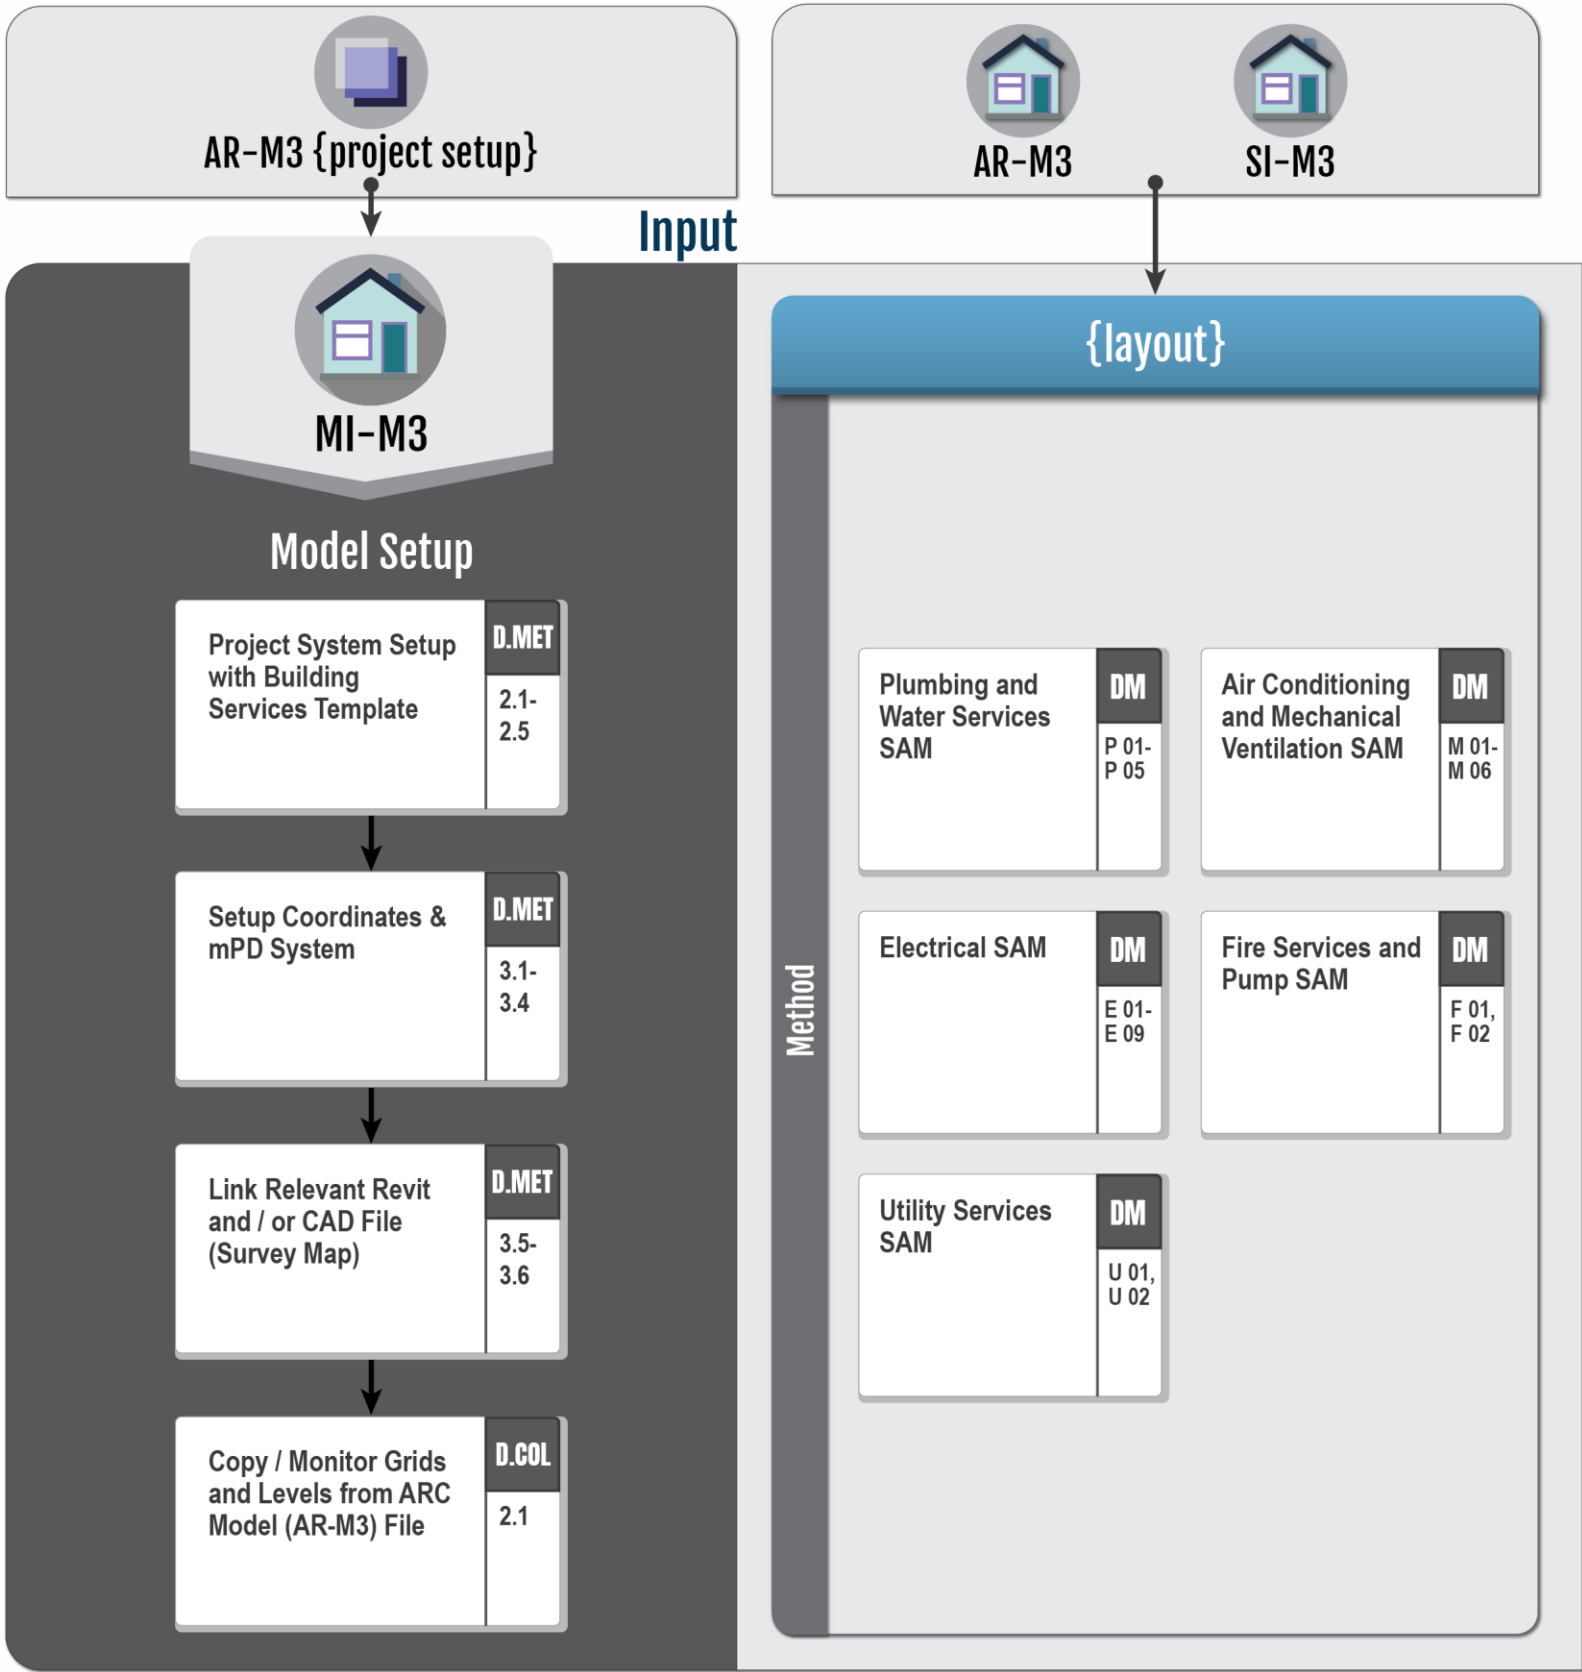 AR-M3 {project setup}
AR-M3
SI-M3
Input
MI-M3
Model Setup
Project System Setup
with Building
Services Template
D.MET
2.1-
2.5
Setup Coordinates &
mPD System
D.MET
3.1-
3.4
Link Relevant Revit
and / or CAD File
(Survey Map)
D.MET
3.5-
3.6
Copy / Monitor Grids
and Levels from ARC
Model (AR-M3) File
D.COL
2.1
{layout}
Method
Plumbing and
Water Services
SAM
DM
P 01-
P 05
Air Conditioning
and Mechanical
Ventilation SAM
DM
M 01-
M 06
Electrical SAM
DM
E 01-
E 09
Fire Services and
Pump SAM
DM
F 01,
F 02
Utility Services
SAM
DM
U 01,
U 02